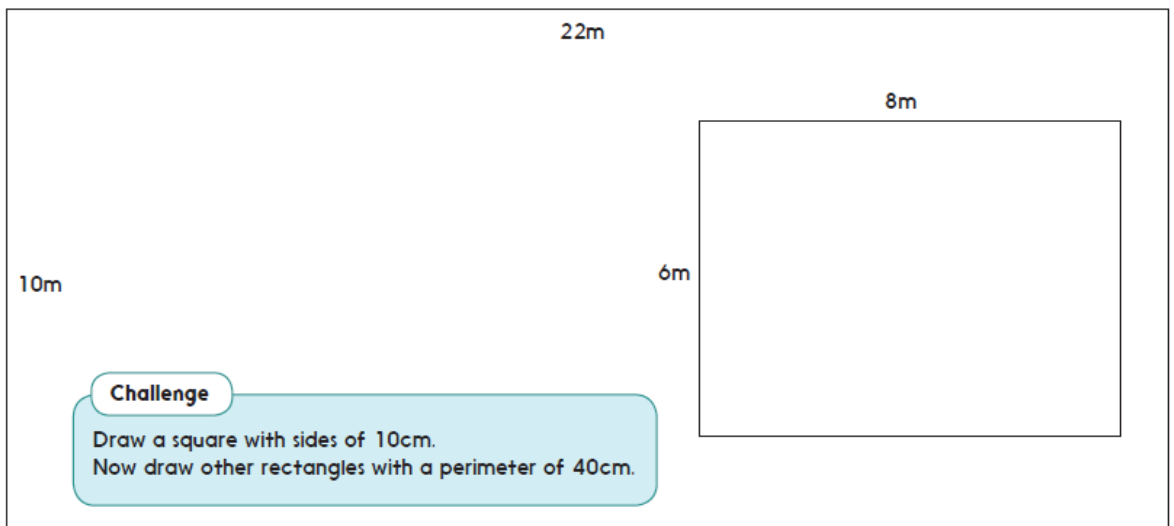 22m
8m
10m
6m
Challenge
Draw a square with sides of 10cm.
Now draw other rectangles with a perimeter of 40cm.